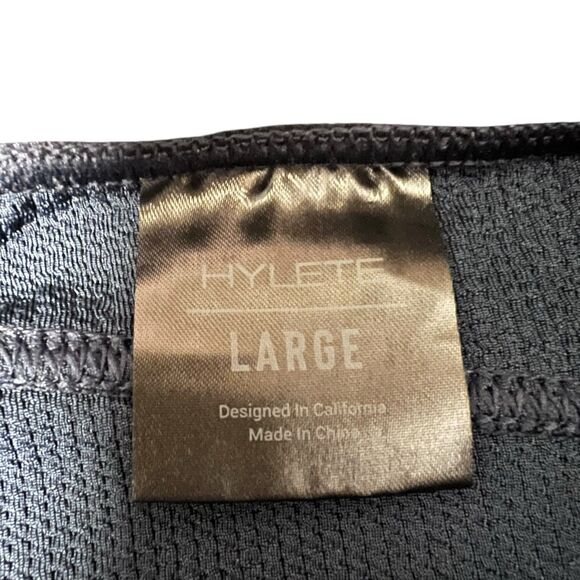 HYLETE
LARGE
Designed In California
Made In China